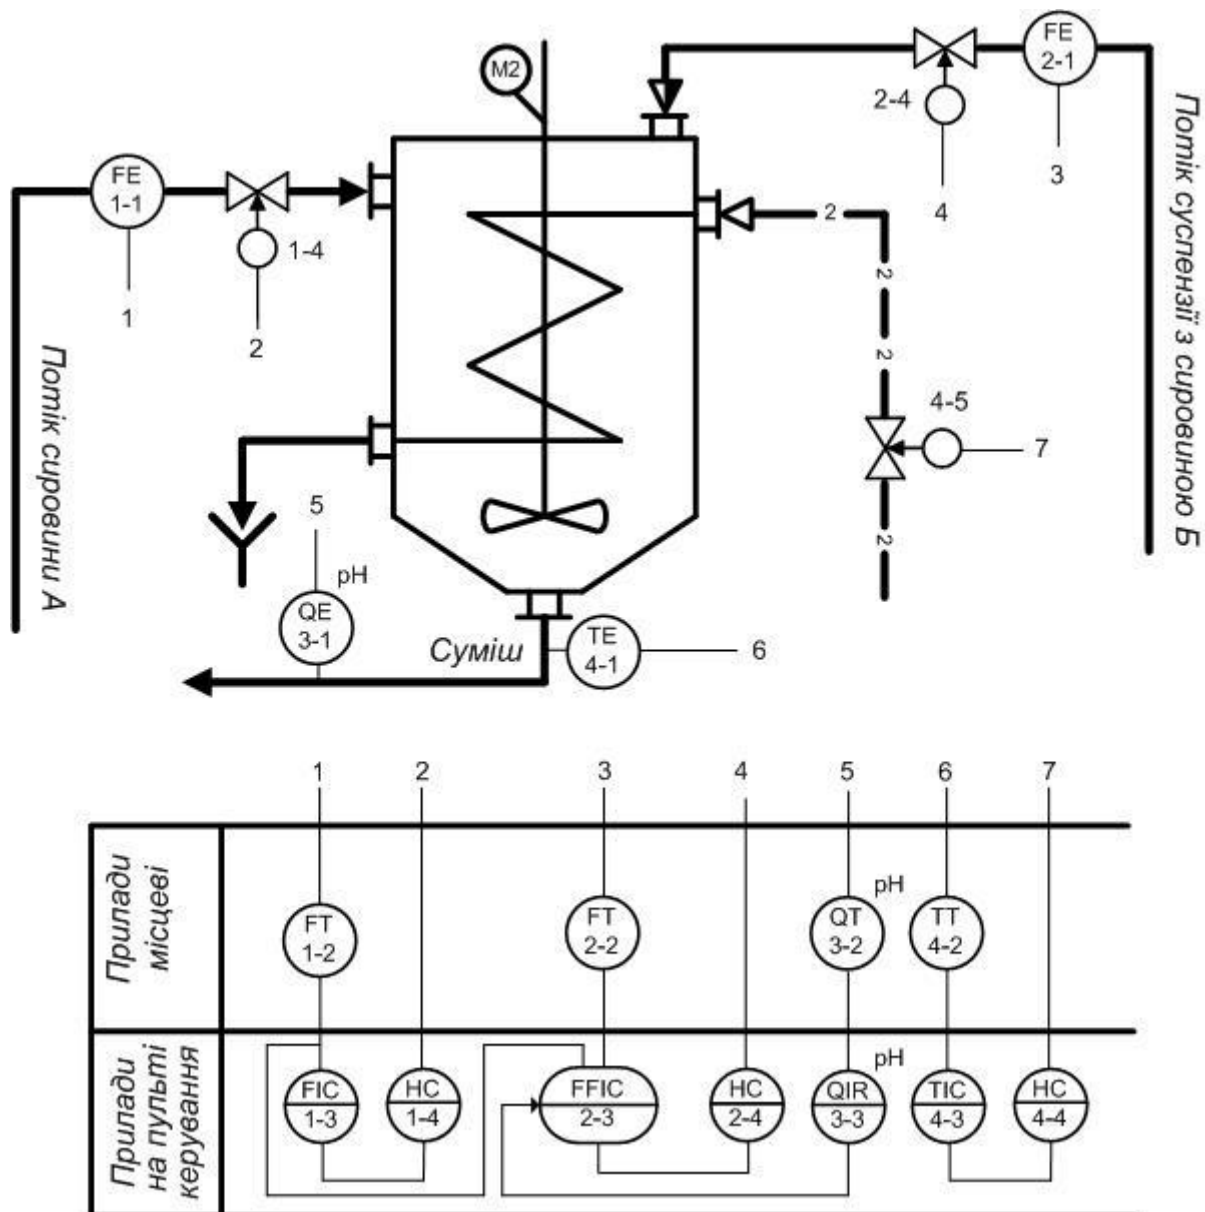 M2
FE
2-1
2-4
3
4
FE
1-1
1-4
1
2
2
2
2
2
4-5
7
Потік сировини А
Потік суспензії з сировиною Б
5
pH
QE
3-1
Суміш
TE
4-1
6
1 2 3 4 5 6 7
Прилади
місцеві
FT
1-2
FT
2-2
pH
QT
3-2
TT
4-2
Прилади
на пульті
керування
FIC
1-3
HC
1-4
FFIC
2-3
HC
2-4
pH
QIR
3-3
TIC
4-3
HC
4-4